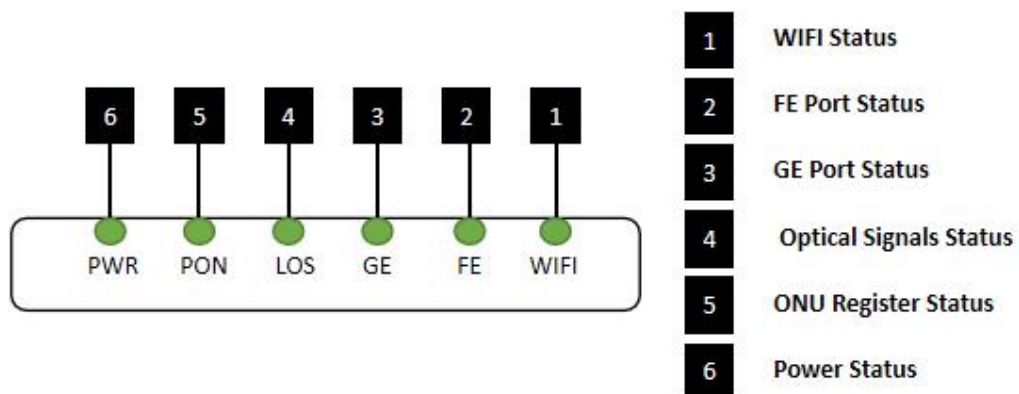 6 5 4 3 2 1
PWR PON LOS GE FE WIFI
1 WIFI Status
2 FE Port Status
3 GE Port Status
4 Optical Signals Status
5 ONU Register Status
6 Power Status